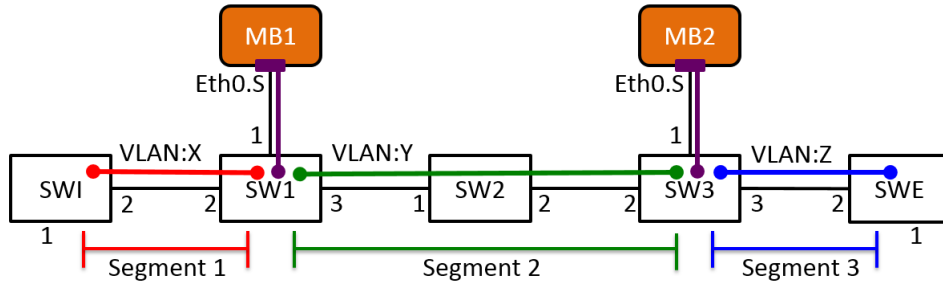 MB1
MB2
Eth0.S
Eth0.S
1
1
VLAN:X
VLAN:Y
VLAN:Z
SWI
SW1
SW2
SW3
SWE
2
2
3
1
2
2
3
2
1
1
Segment 1
Segment 2
Segment 3